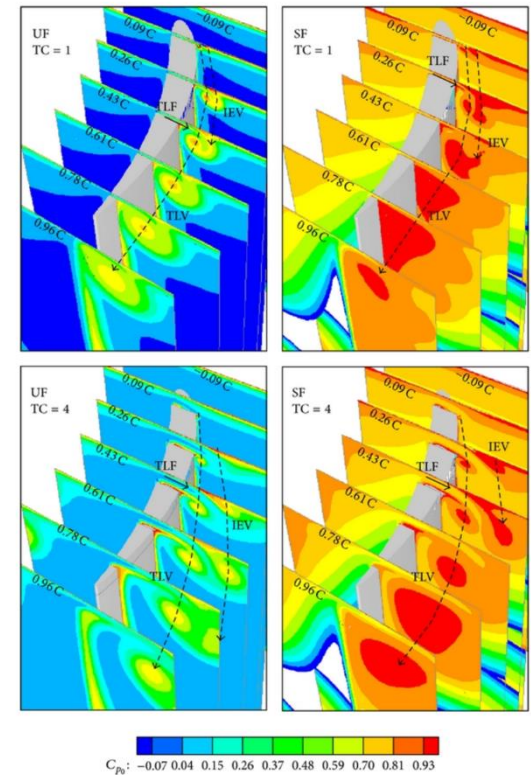 UF
TC = 1
−0.09 C
0.09 C
0.26 C
0.43 C
0.61 C
0.78 C
0.96 C
TLF
IEV
TLV
SF
TC = 1
−0.09 C
0.09 C
0.26 C
0.43 C
0.61 C
0.78 C
0.96 C
TLF
IEV
TLV
UF
TC = 4
−0.09 C
0.09 C
0.26 C
0.43 C
0.61 C
0.78 C
0.96 C
TLF
IEV
TLV
SF
TC = 4
−0.09 C
0.09 C
0.26 C
0.43 C
0.61 C
0.78 C
0.96 C
TLF
IEV
TLV
Cp0: −0.07 0.04 0.15 0.26 0.37 0.48 0.59 0.70 0.81 0.93